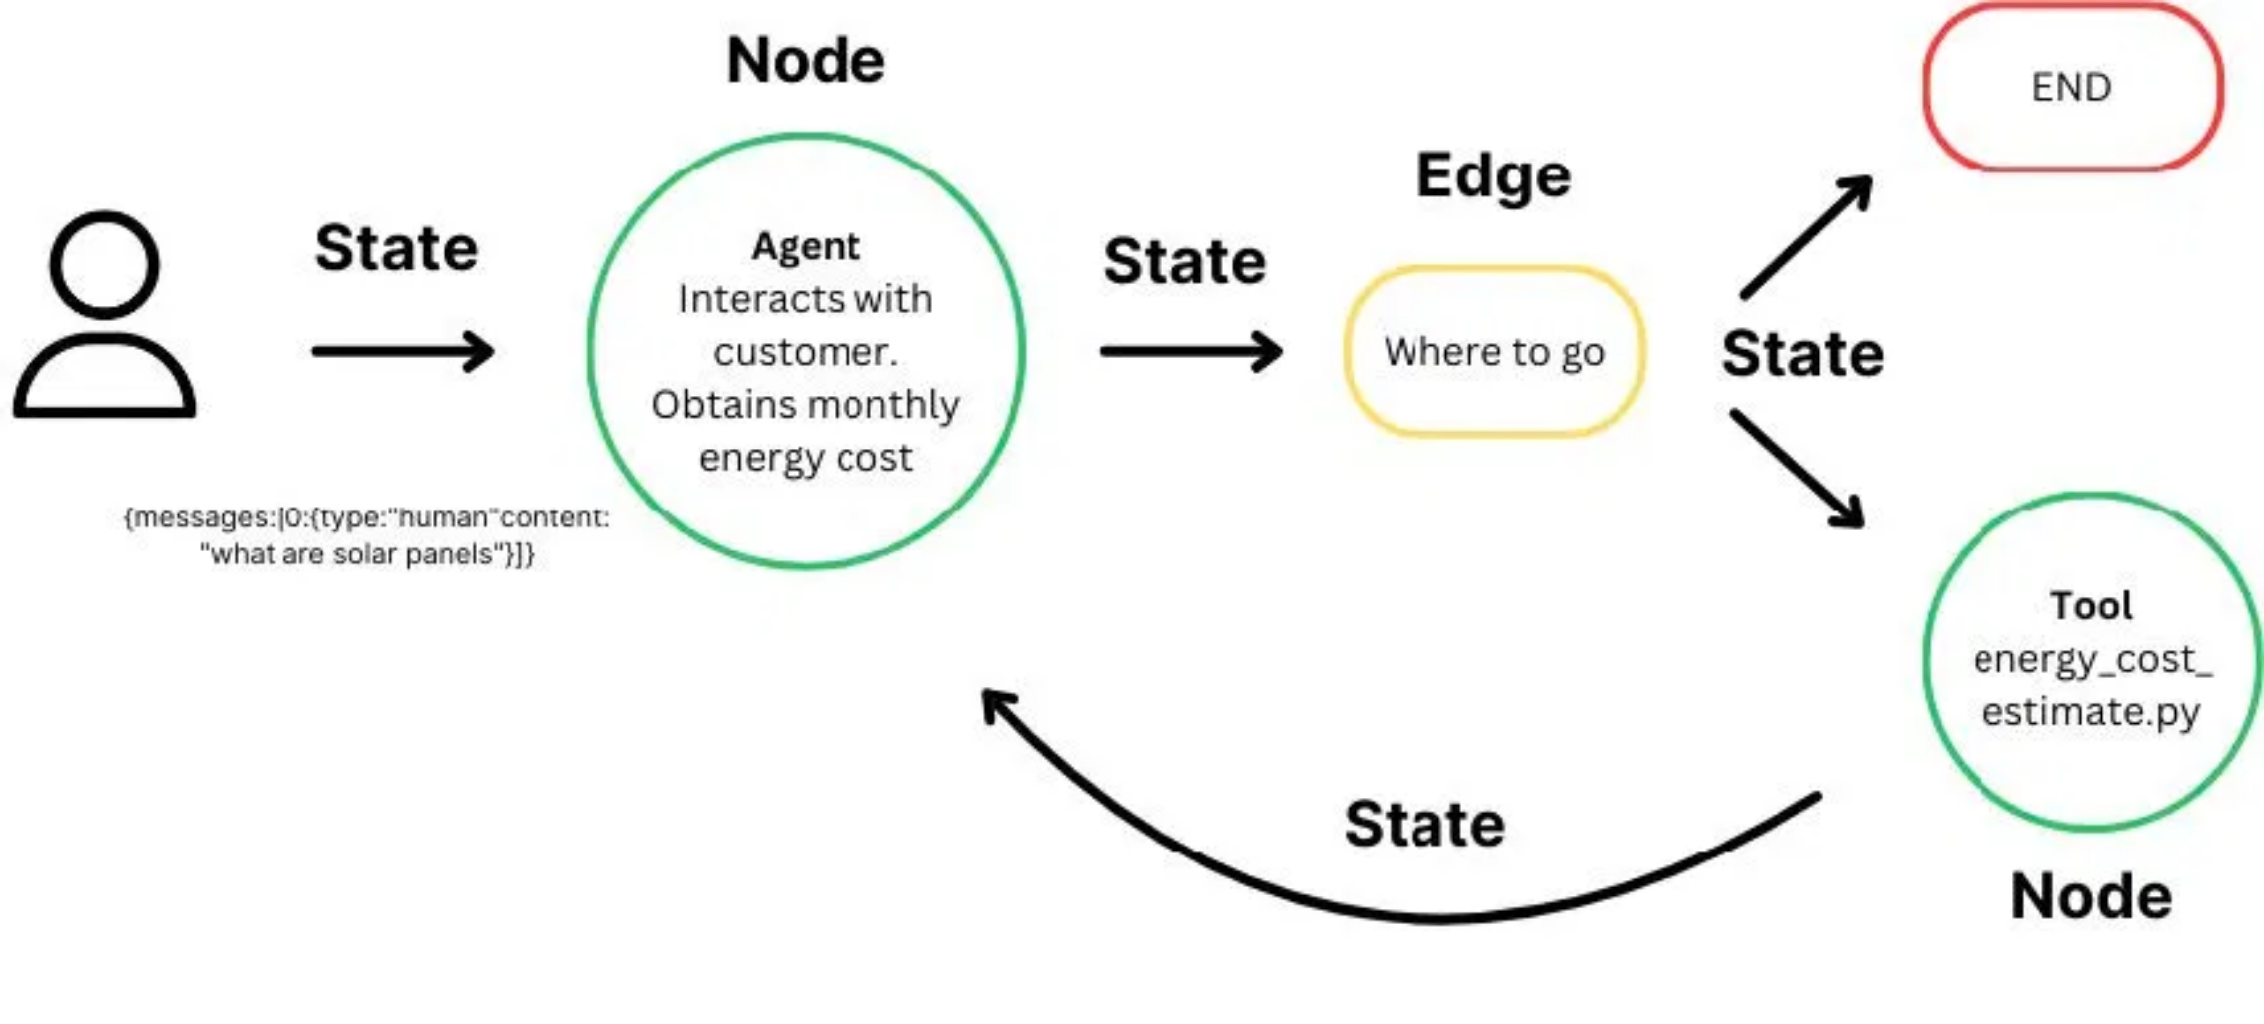 Node
END
Edge
State
State
Agent
Interacts with
customer.
Obtains monthly
energy cost
Where to go
State
{messages:[0:{type:"human"content:
"what are solar panels"}]}
Tool
energy_cost_
estimate.py
State
Node